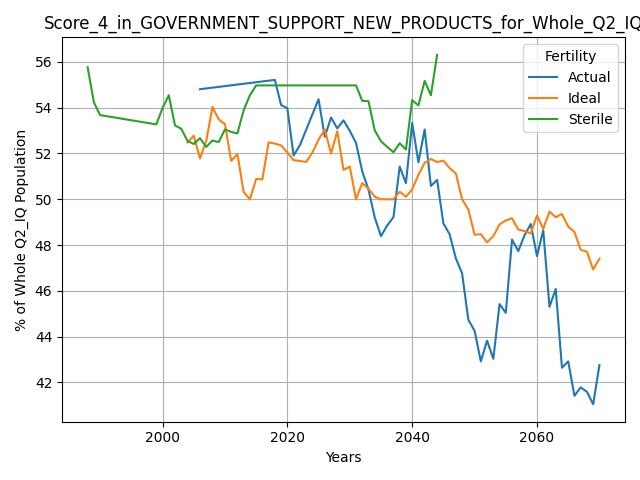 Score_4_in_GOVERNMENT_SUPPORT_NEW_PRODUCTS_for_Whole_Q2_IQ
Fertility
Actual
Ideal
Sterile
% of Whole Q2_IQ Population
56
54
52
50
48
46
44
42
2000 2020 2040 2060
Years